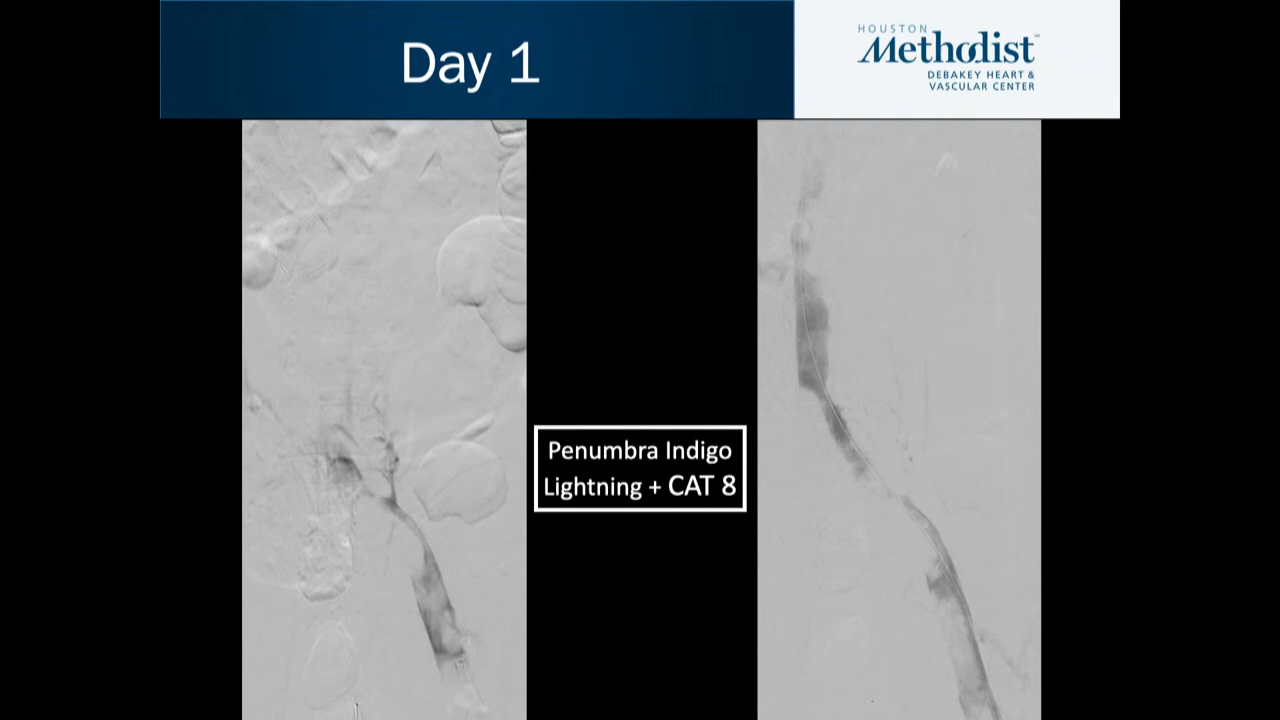 Day 1
HOUSTON
Methodist
DEBAKEY HEART &
VASCULAR CENTER
Penumbra Indigo
Lightning + CAT 8